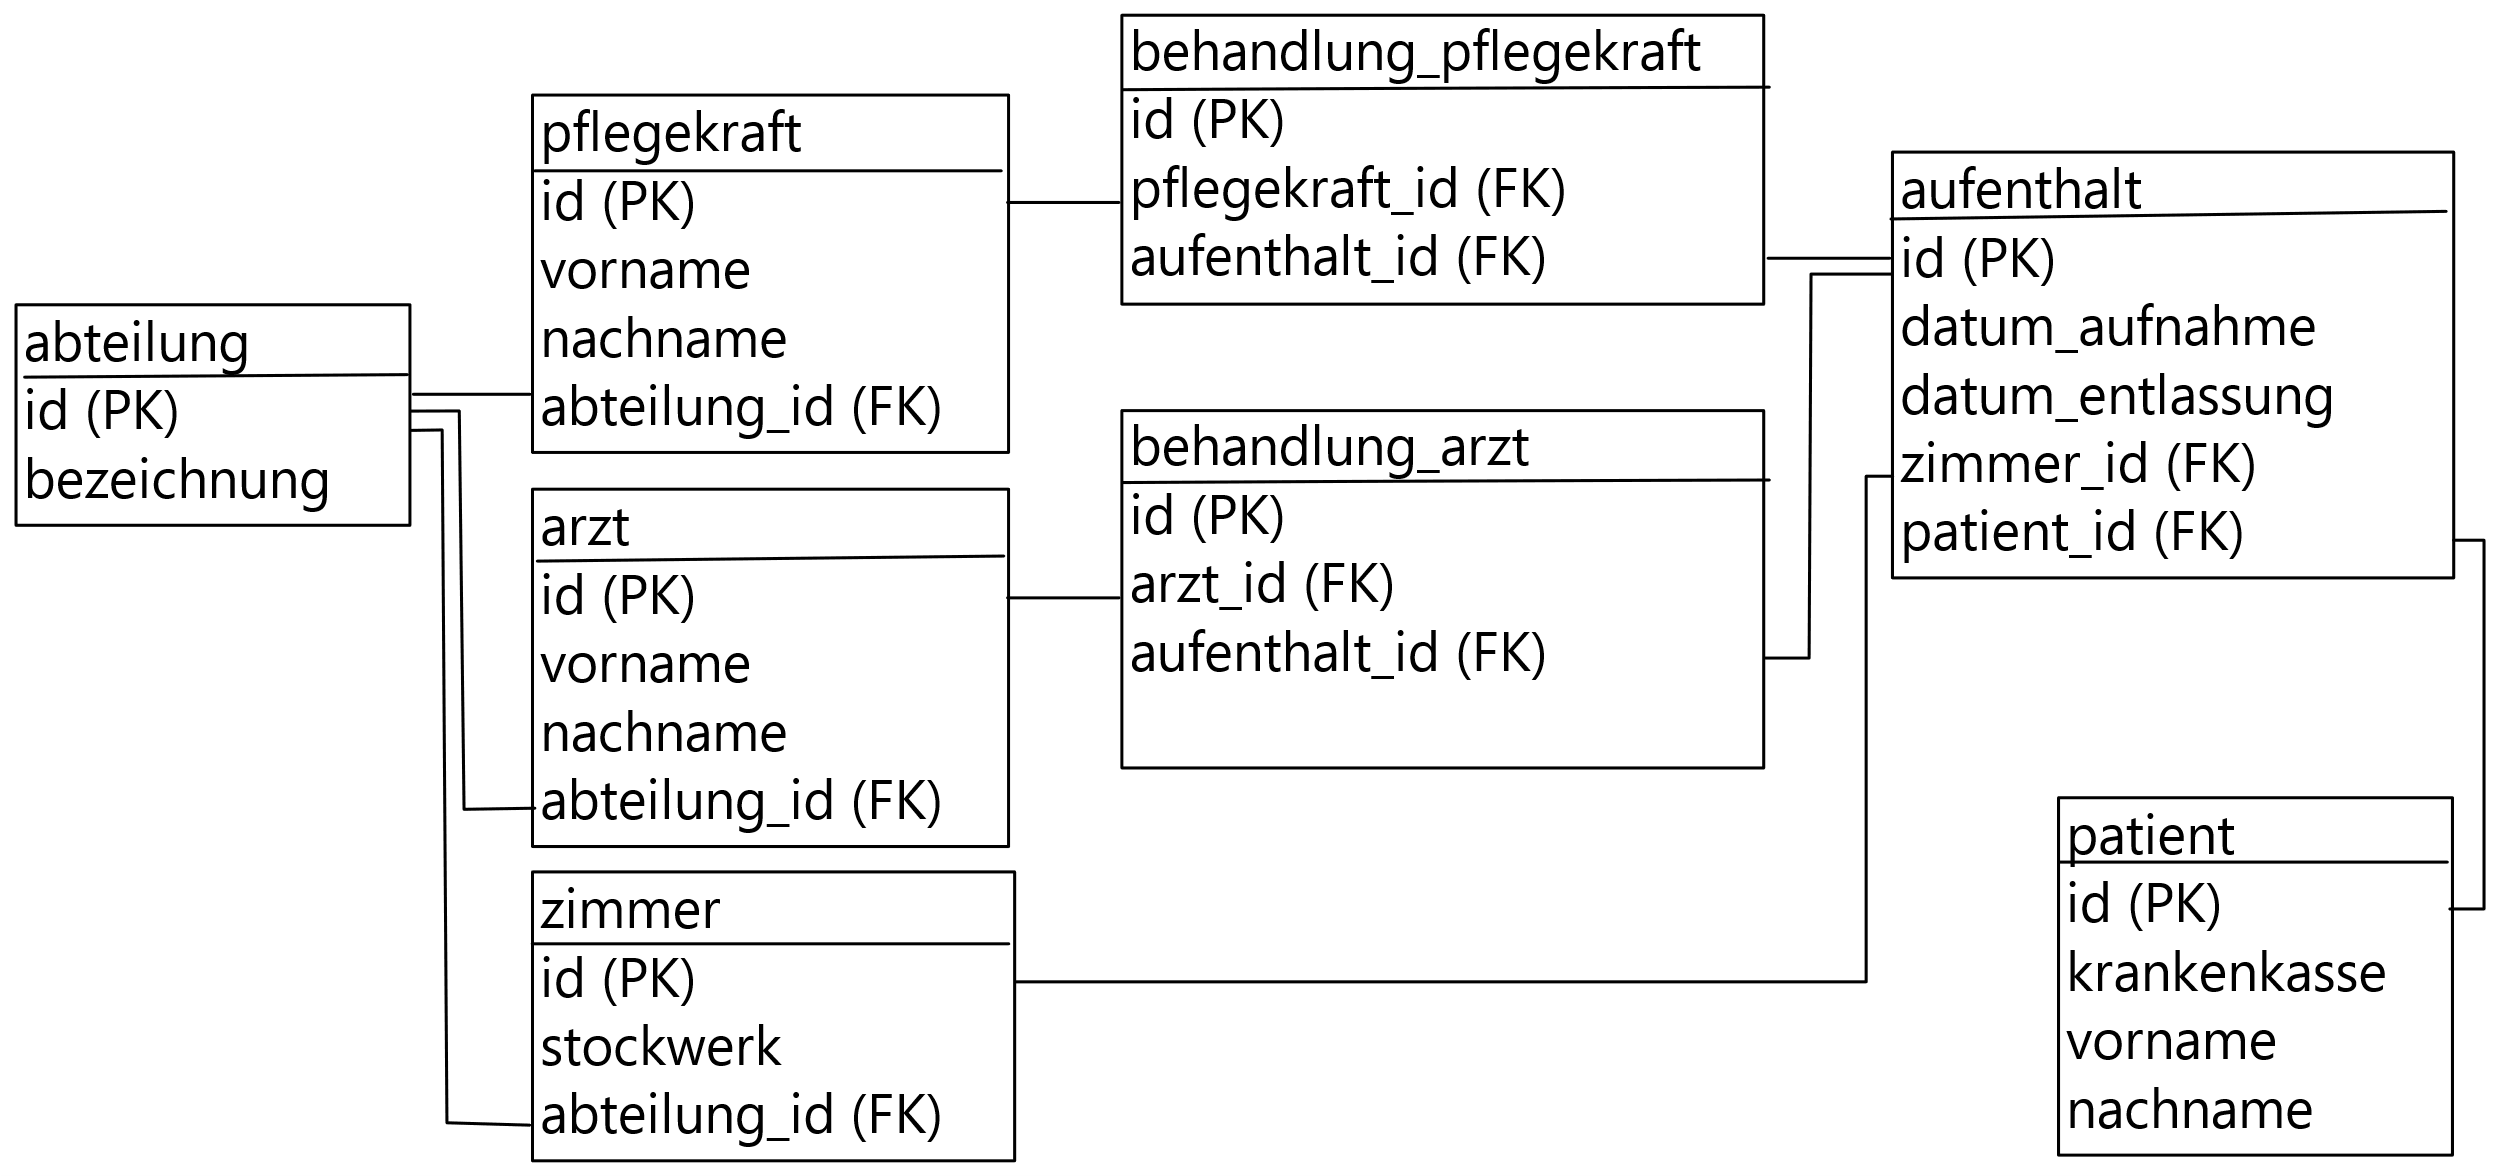 abteilung
id (PK)
bezeichnung
pflegekraft
id (PK)
vorname
nachname
abteilung_id (FK)
arzt
id (PK)
vorname
nachname
abteilung_id (FK)
zimmer
id (PK)
stockwerk
abteilung_id (FK)
behandlung_pflegekraft
id (PK)
pflegekraft_id (FK)
aufenthalt_id (FK)
behandlung_arzt
id (PK)
arzt_id (FK)
aufenthalt_id (FK)
aufenthalt
id (PK)
datum_aufnahme
datum_entlassung
zimmer_id (FK)
patient_id (FK)
patient
id (PK)
krankenkasse
vorname
nachname